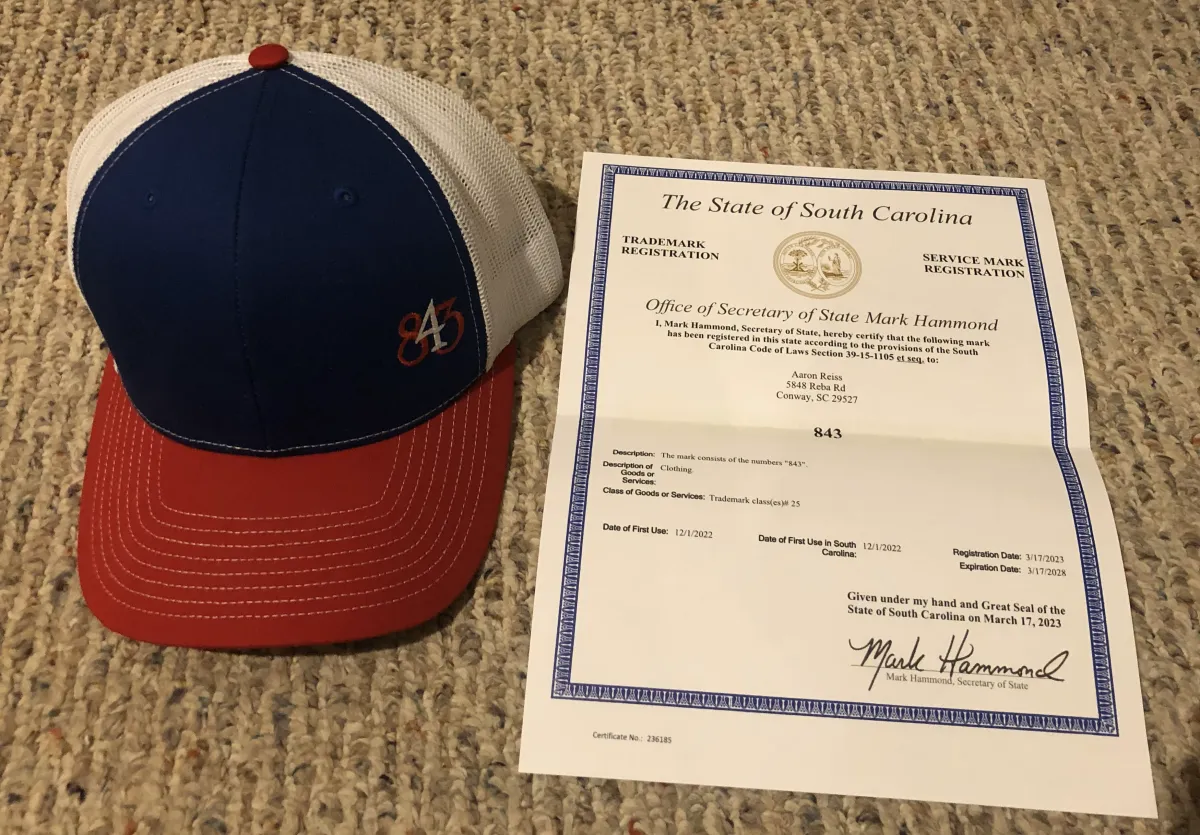 843
The State of South Carolina
TRADEMARK
REGISTRATION
SERVICE MARK
REGISTRATION
Office of Secretary of State Mark Hammond
I, Mark Hammond, Secretary of State, hereby certify that the following mark
has been registered in this state according to the provisions of the South
Carolina Code of Laws Section 39-15-1105 et seq. to:
Aaron Reiss
5848 Reba Rd
Conway, SC 29527
843
Description: The mark consists of the numbers "843".
Description of Goods or Services: Clothing.
Class of Goods or Services: Trademark class(es)# 25
Date of First Use: 12/1/2022
Date of First Use in South Carolina: 12/1/2022
Registration Date: 3/17/2023
Expiration Date: 3/17/2028
Given under my hand and Great Seal of the
State of South Carolina on March 17, 2023
Mark Hammond
Mark Hammond, Secretary of State
Certificate No.: 236185